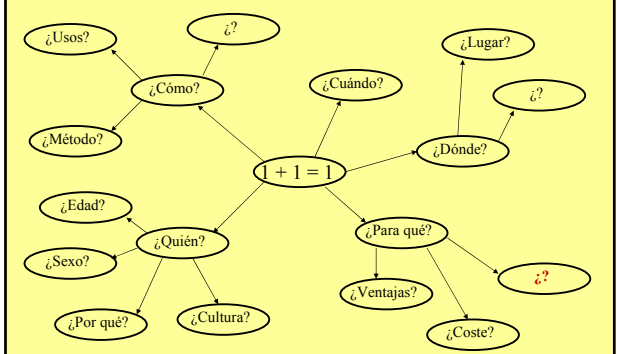 ¿Usos?
¿?
¿Lugar?
¿Cómo?
¿Cuándo?
¿?
¿Método?
¿Dónde?
1 + 1 = 1
¿Edad?
¿Quién?
¿Para qué?
¿Sexo?
¿?
¿Ventajas?
¿Por qué?
¿Cultura?
¿Coste?